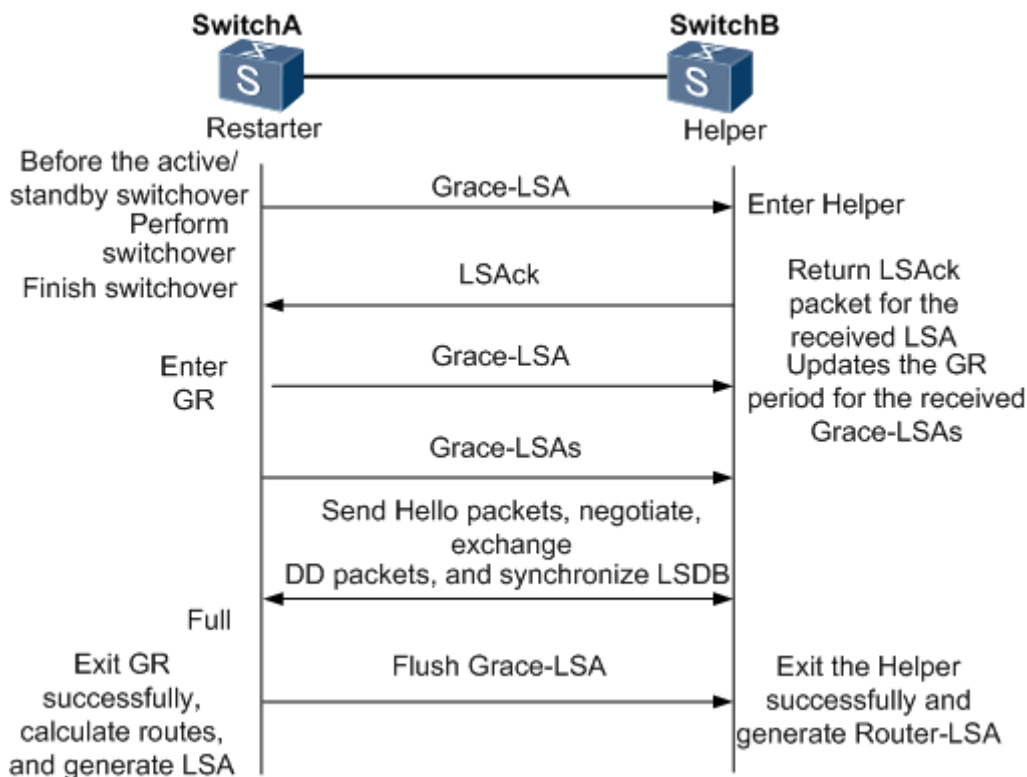 SwitchA
SwitchB
S
S
Restarter
Helper
Before the active/
standby switchover
Grace-LSA
Enter Helper
Perform
switchover
Finish switchover
LSAck
Return LSAck
packet for the
received LSA
Enter
GR
Grace-LSA
Updates the GR
period for the received
Grace-LSAs
Grace-LSAs
Send Hello packets, negotiate,
exchange
DD packets, and synchronize LSDB
Full
Exit GR
successfully,
calculate routes,
and generate LSA
Flush Grace-LSA
Exit the Helper
successfully and
generate Router-LSA